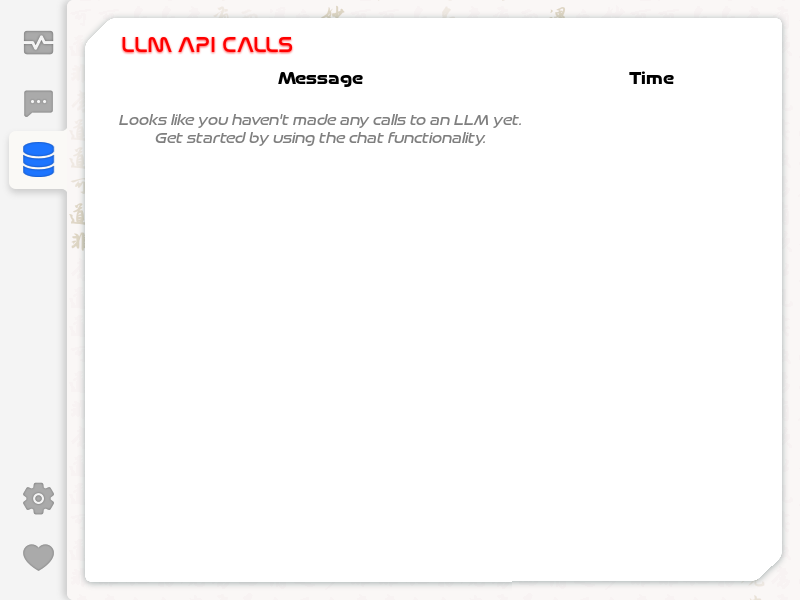 LLM API CALLS
Message Time
Looks like you haven't made any calls to an LLM yet.
Get started by using the chat functionality.